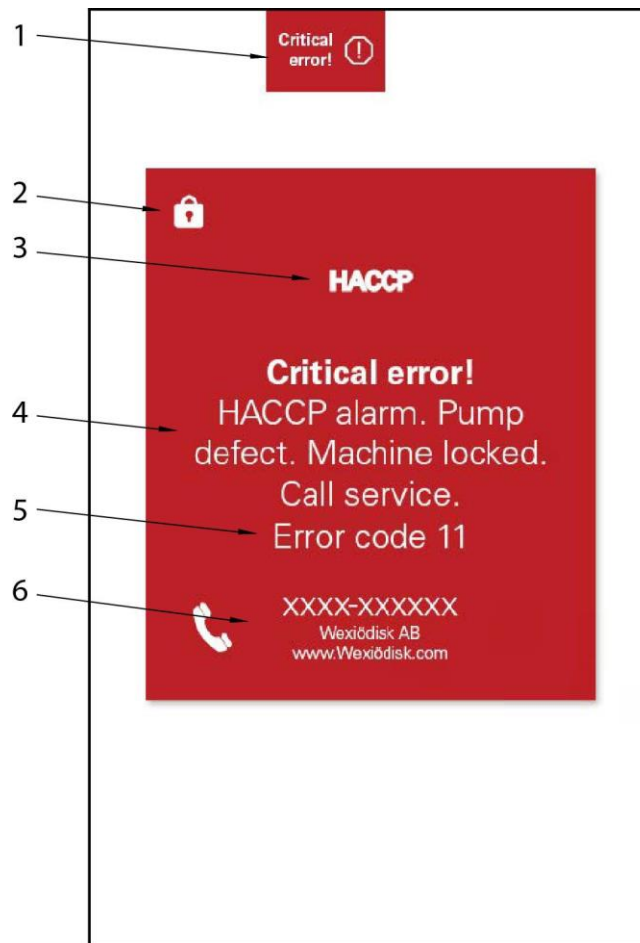 1
Critical
error!
2
3
HACCP
Critical error!
4
HACCP alarm. Pump
defect. Machine locked.
Call service.
5
Error code 11
6
XXXX-XXXXXX
Wexiödisk AB
www.Wexiödisk.com